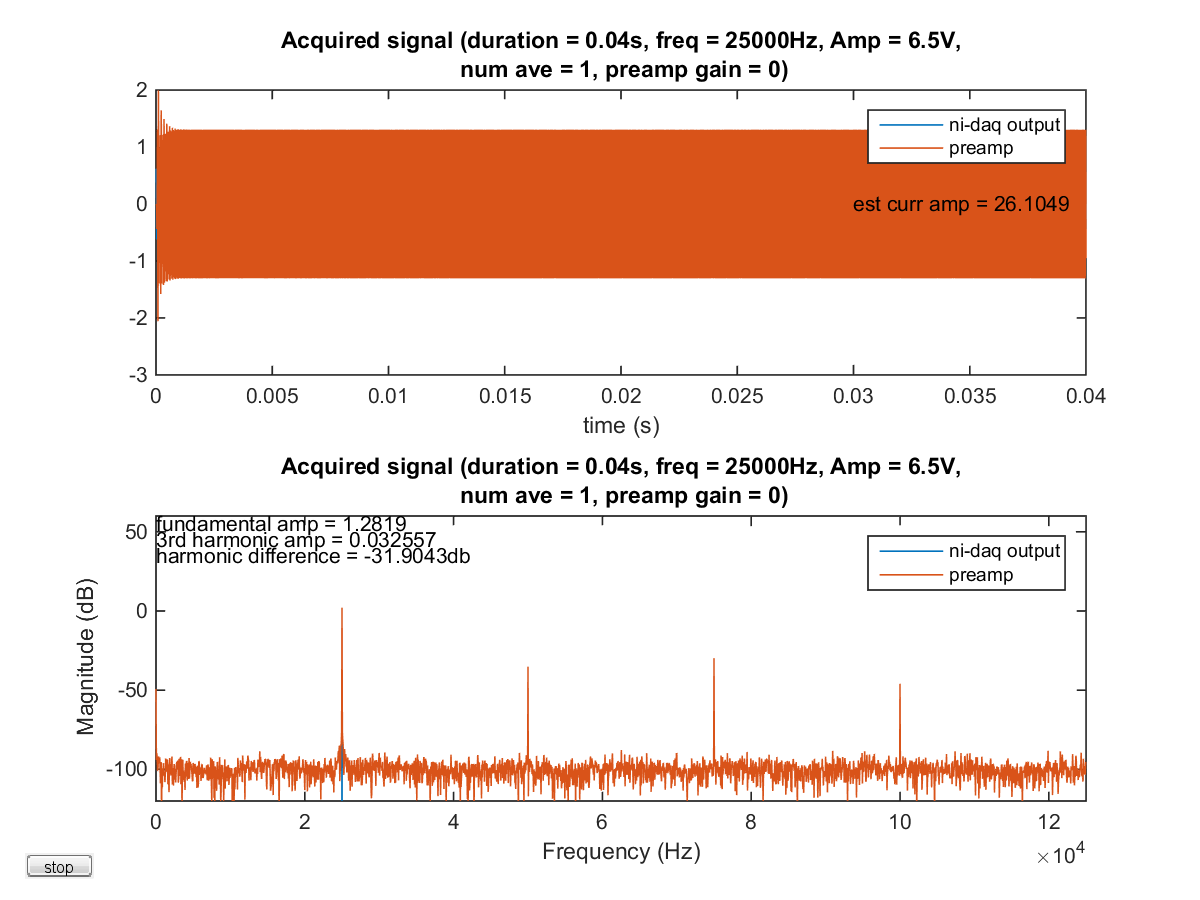 Acquired signal (duration = 0.04s, freq = 25000Hz, Amp = 6.5V,
num ave = 1, preamp gain = 0)
2
1
0
-1
-2
-3
ni-daq output
preamp
est curr amp = 26.1049
0 0.005 0.01 0.015 0.02 0.025 0.03 0.035 0.04
time (s)
Acquired signal (duration = 0.04s, freq = 25000Hz, Amp = 6.5V,
num ave = 1, preamp gain = 0)
fundamental amp = 1.2819
3rd harmonic amp = 0.032557
harmonic difference = -31.9043db
ni-daq output
preamp
Magnitude (dB)
50
0
-50
-100
0 2 4 6 8 10 12
Frequency (Hz)
×10⁴
stop